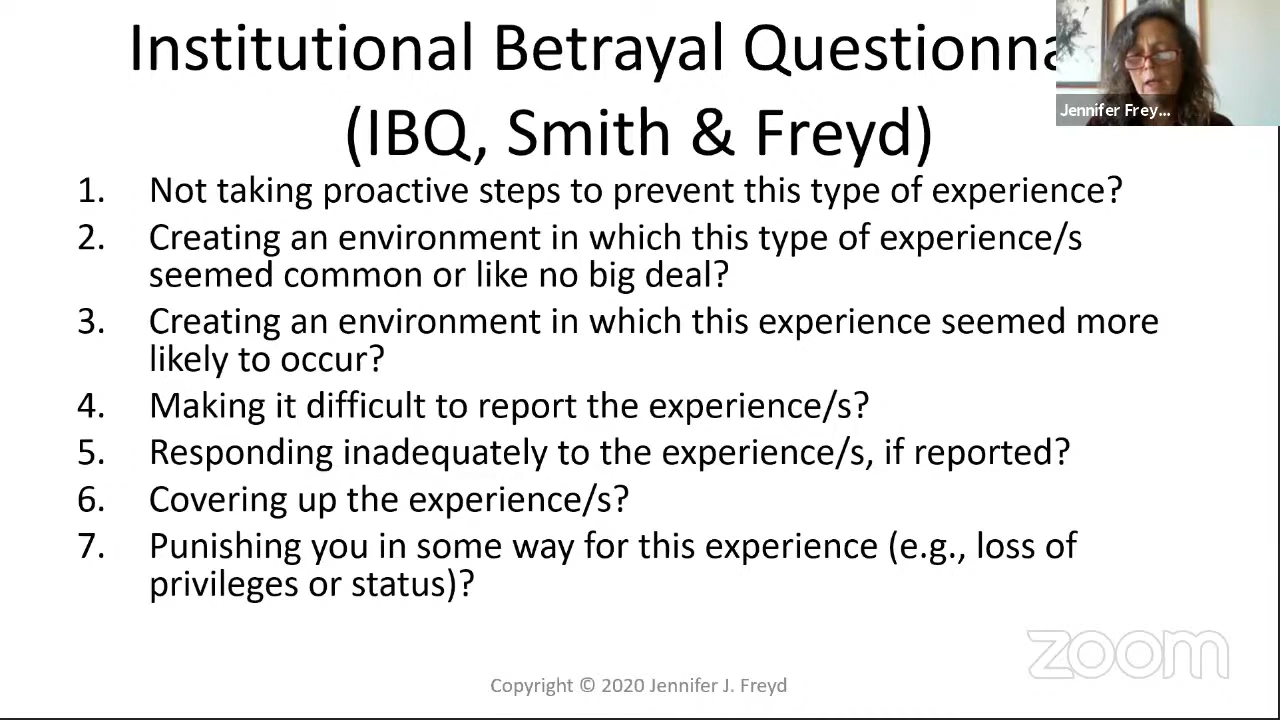 Institutional Betrayal Questionna
(IBQ, Smith & Freyd)
Jennifer Frey...
1. Not taking proactive steps to prevent this type of experience?
2. Creating an environment in which this type of experience/s
seemed common or like no big deal?
3. Creating an environment in which this experience seemed more
likely to occur?
4. Making it difficult to report the experience/s?
5. Responding inadequately to the experience/s, if reported?
6. Covering up the experience/s?
7. Punishing you in some way for this experience (e.g., loss of
privileges or status)?
zoom
Copyright © 2020 Jennifer J. Freyd